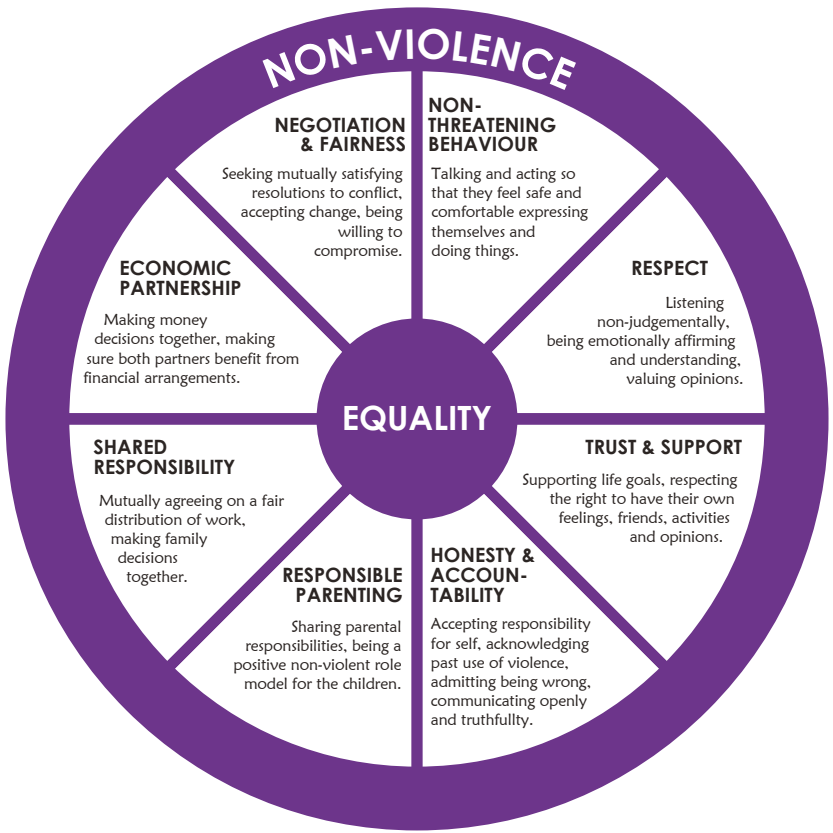 NON-VIOLENCE
NEGOTIATION
& FAIRNESS
Seeking mutually satisfying
resolutions to conflict,
accepting change, being
willing to
compromise.
NON-
THREATENING
BEHAVIOUR
Talking and acting so
that they feel safe and
comfortable expressing
themselves and
doing things.
ECONOMIC
PARTNERSHIP
Making money
decisions together, making
sure both partners benefit from
financial arrangements.
RESPECT
Listening
non-judgementally,
being emotionally affirming
and understanding,
valuing opinions.
EQUALITY
SHARED
RESPONSIBILITY
Mutually agreeing on a fair
distribution of work,
making family
decisions
together.
TRUST & SUPPORT
Supporting life goals, respecting
the right to have their own
feelings, friends, activities
and opinions.
RESPONSIBLE
PARENTING
Sharing parental
responsibilities, being a
positive non-violent role
model for the children.
HONESTY &
ACCOUN-
TABILITY
Accepting responsibility
for self, acknowledging
past use of violence,
admitting being wrong,
communicating openly
and truthfullty.